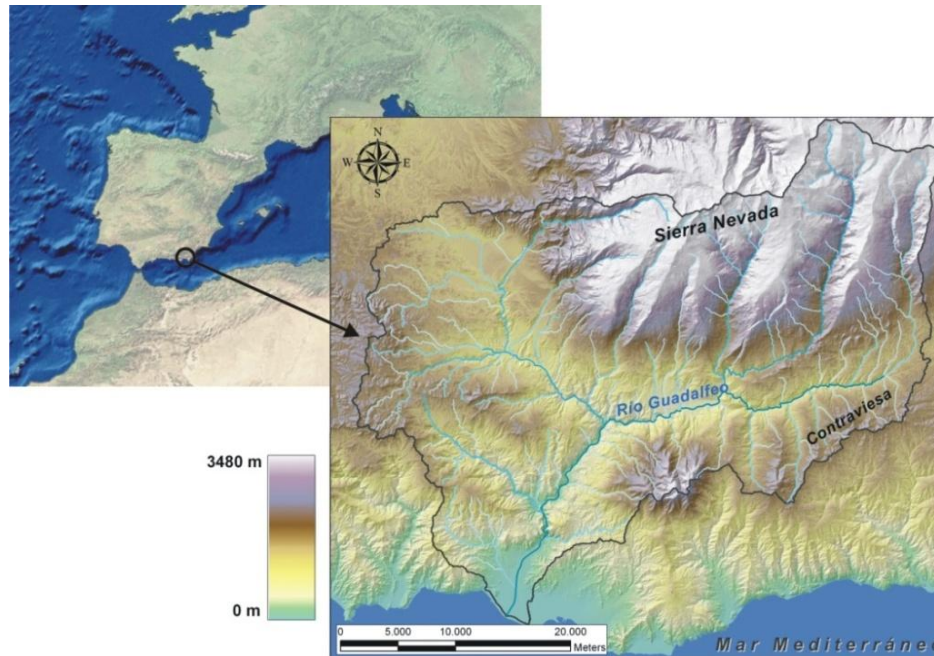 N
W E
S
Sierra Nevada
Río Guadalfeo
Contraviesa
3480 m
0 m
0 5.000 10.000 20.000
Meters
Mar Mediterráneo